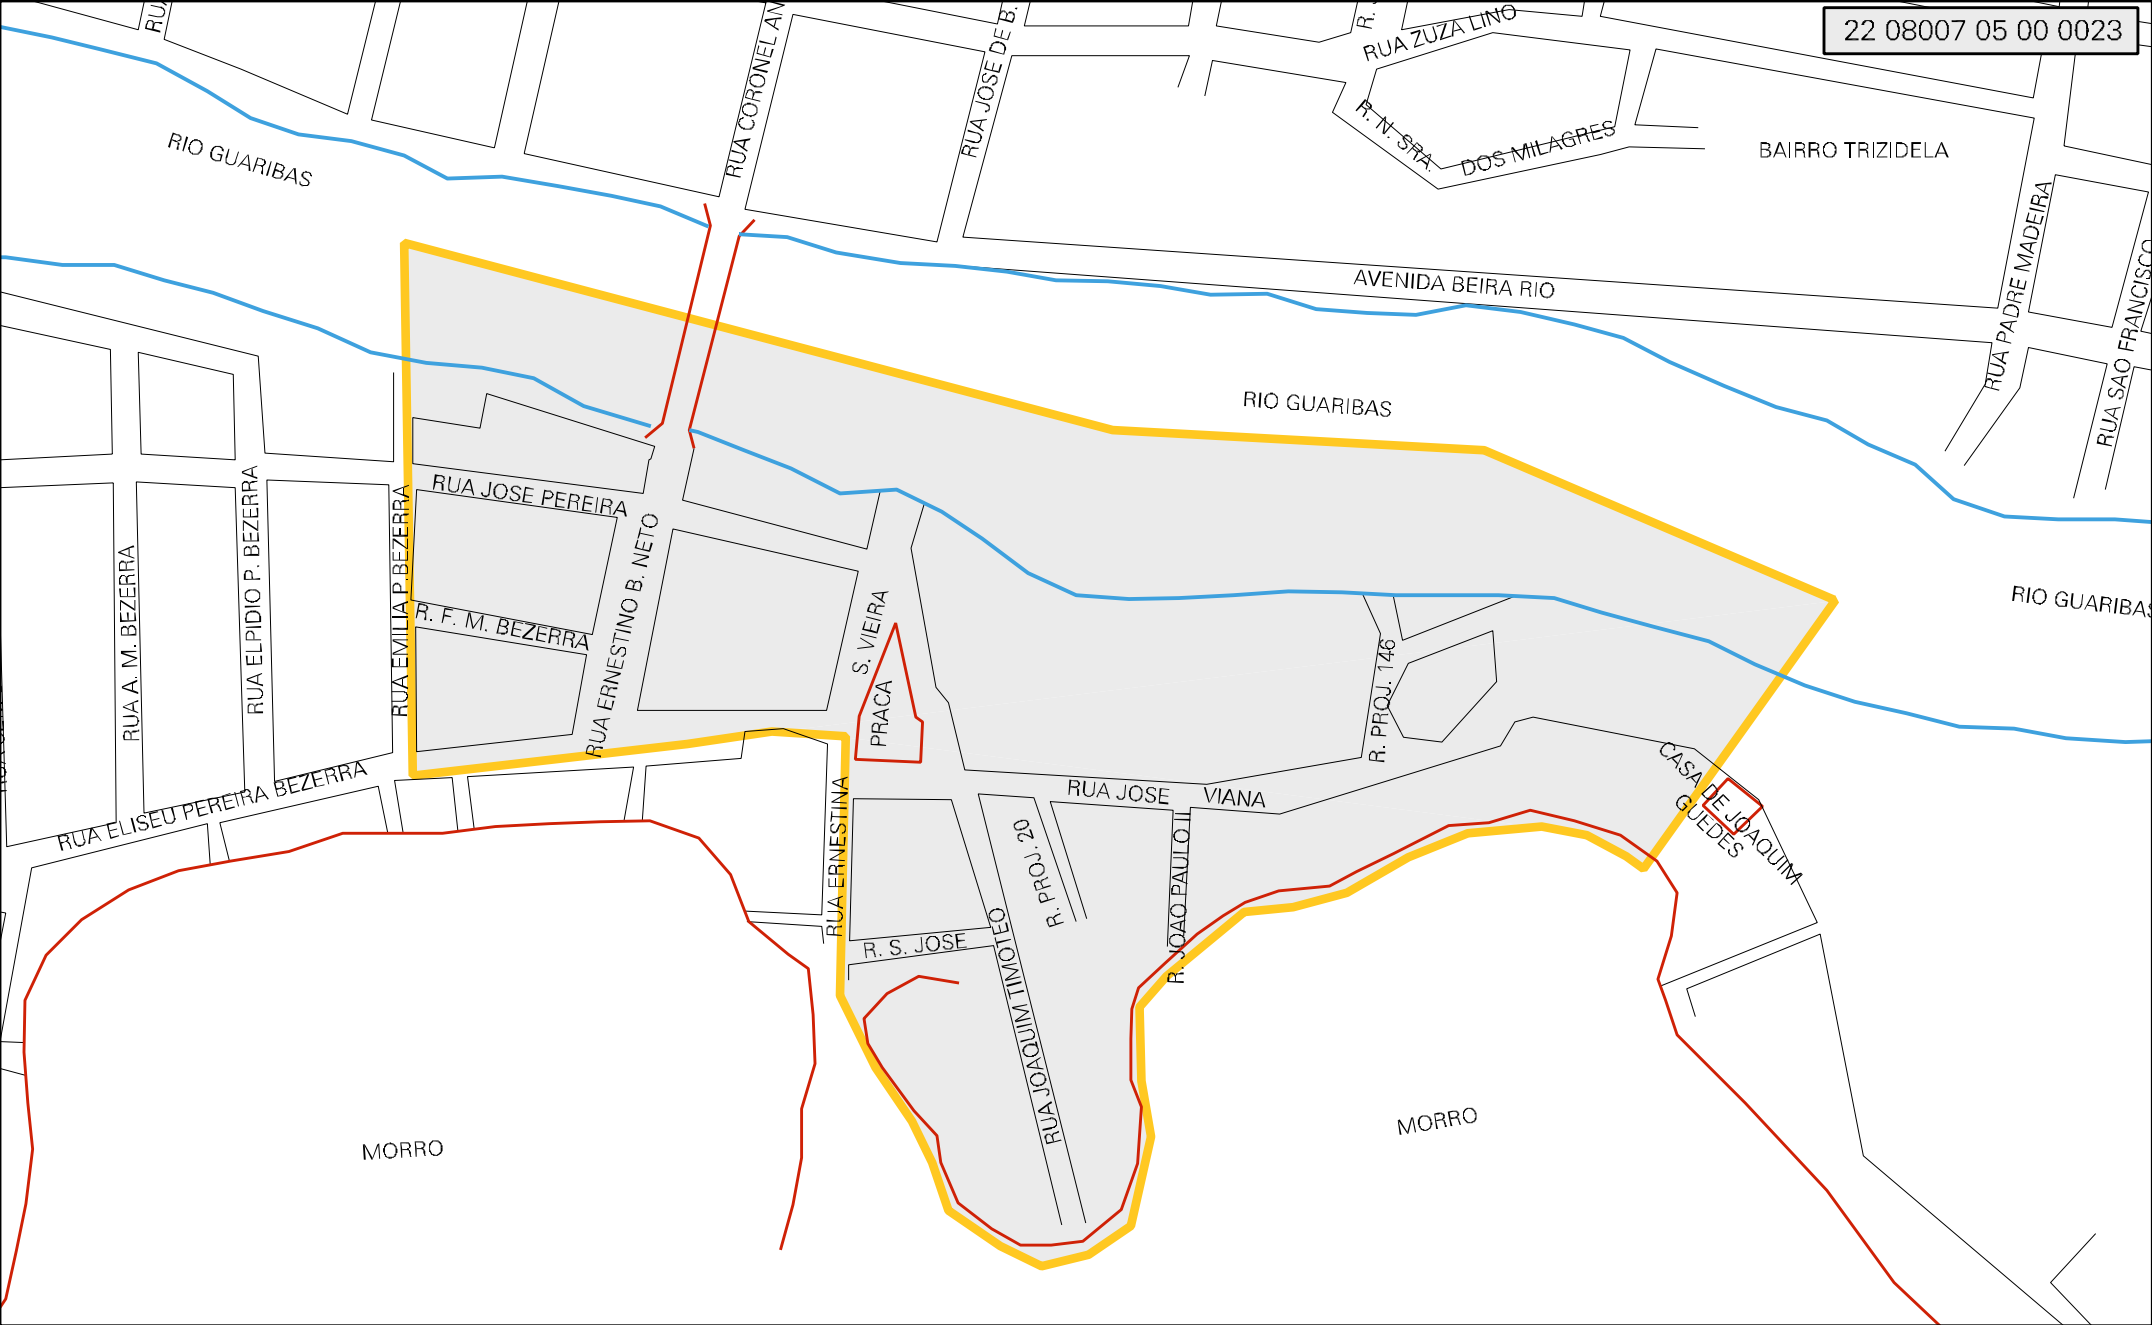 22 08007 05 00 0023
RUA ZUZA LINO
RUA CORONEL AN
RUA JOSE DE B.
R. N. SRA.
DOS MILAGRES
BAIRRO TRIZIDELA
RIO GUARIBAS
AVENIDA BEIRA RIO
RUA PADRE MADEIRA
RUA SAO FRANCISCO
RIO GUARIBAS
RIO GUARIBAS
RUA JOSE PEREIRA
R. F. M. BEZERRA
RUA A. M. BEZERRA
RUA ELPIDIO P. BEZERRA
RUA EMILIA P.BEZERRA
RUA ERNESTINO B. NETO
S. VIEIRA
PRACA
R. PROJ. 146
RUA ELISEU PEREIRA BEZERRA
RUA JOSE
VIANA
CASA DE JOAQUIM
GUEDES
RUA ERNESTINA
R. PROJ. 20
R. JOAO PAULO II
R. S. JOSE
RUA JOAQUIM TIMOTEO
MORRO
MORRO